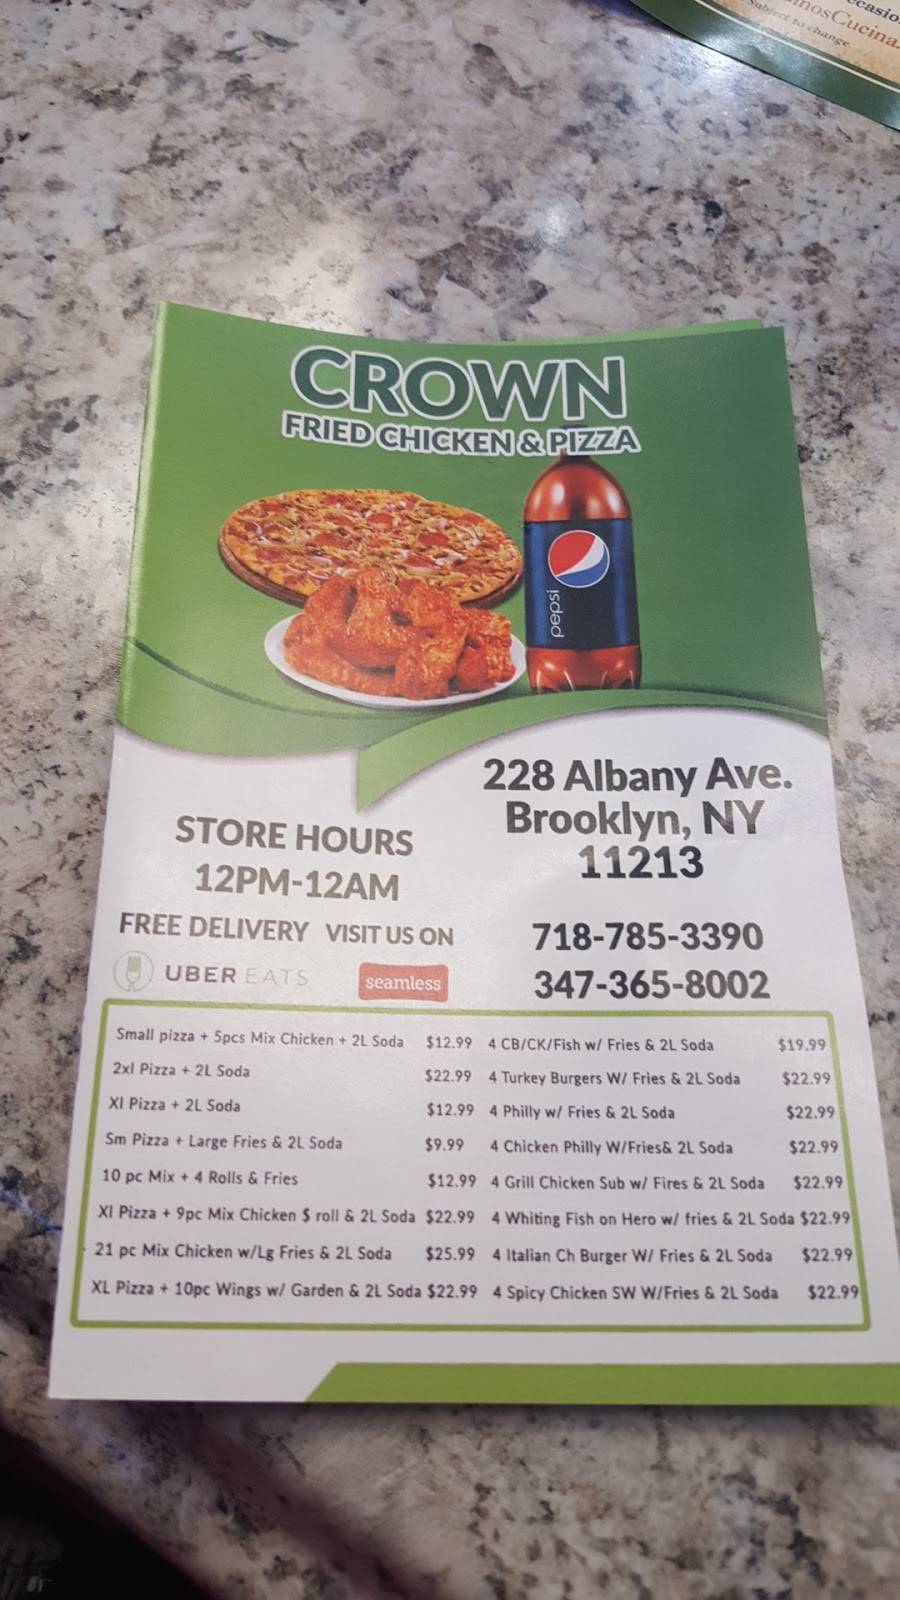 ccasio
inosCucina.
Subject to change
CROWN
FRIED CHICKEN & PIZZA
pepsi
228 Albany Ave.
Brooklyn, NY
11213
STORE HOURS
12PM-12AM
FREE DELIVERY VISIT US ON
UBER EATS
seamless
718-785-3390
347-365-8002
Small pizza + 5pcs Mix Chicken + 2L Soda $12.99
2xl Pizza + 2L Soda $22.99
Xl Pizza + 2L Soda $12.99
Sm Pizza + Large Fries & 2L Soda $9.99
10 pc Mix + 4 Rolls & Fries $12.99
Xl Pizza + 9pc Mix Chicken $ roll & 2L Soda $22.99
21 pc Mix Chicken w/Lg Fries & 2L Soda $25.99
XL Pizza + 10pc Wings w/ Garden & 2L Soda $22.99
4 CB/CK/Fish w/ Fries & 2L Soda $19.99
4 Turkey Burgers W/ Fries & 2L Soda $22.99
4 Philly w/ Fries & 2L Soda $22.99
4 Chicken Philly W/Fries& 2L Soda $22.99
4 Grill Chicken Sub w/ Fires & 2L Soda $22.99
4 Whiting Fish on Hero w/ fries & 2L Soda $22.99
4 Italian Ch Burger W/ Fries & 2L Soda $22.99
4 Spicy Chicken SW W/Fries & 2L Soda $22.99